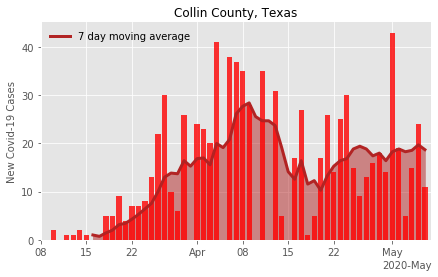 Collin County, Texas
7 day moving average
New Covid-19 Cases
40
30
20
10
0
08 15 22 Apr 08 15 22 May
2020-May